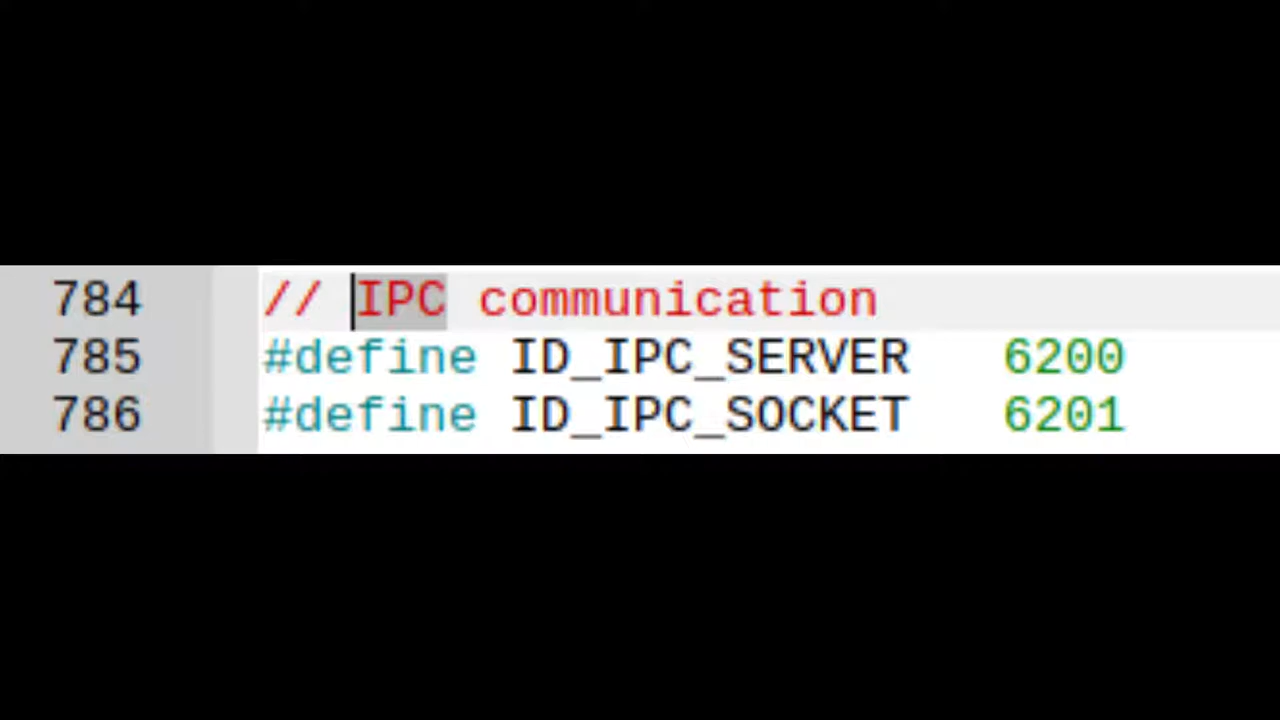 784 // IPC communication
785 #define ID_IPC_SERVER 6200
786 #define ID_IPC_SOCKET 6201